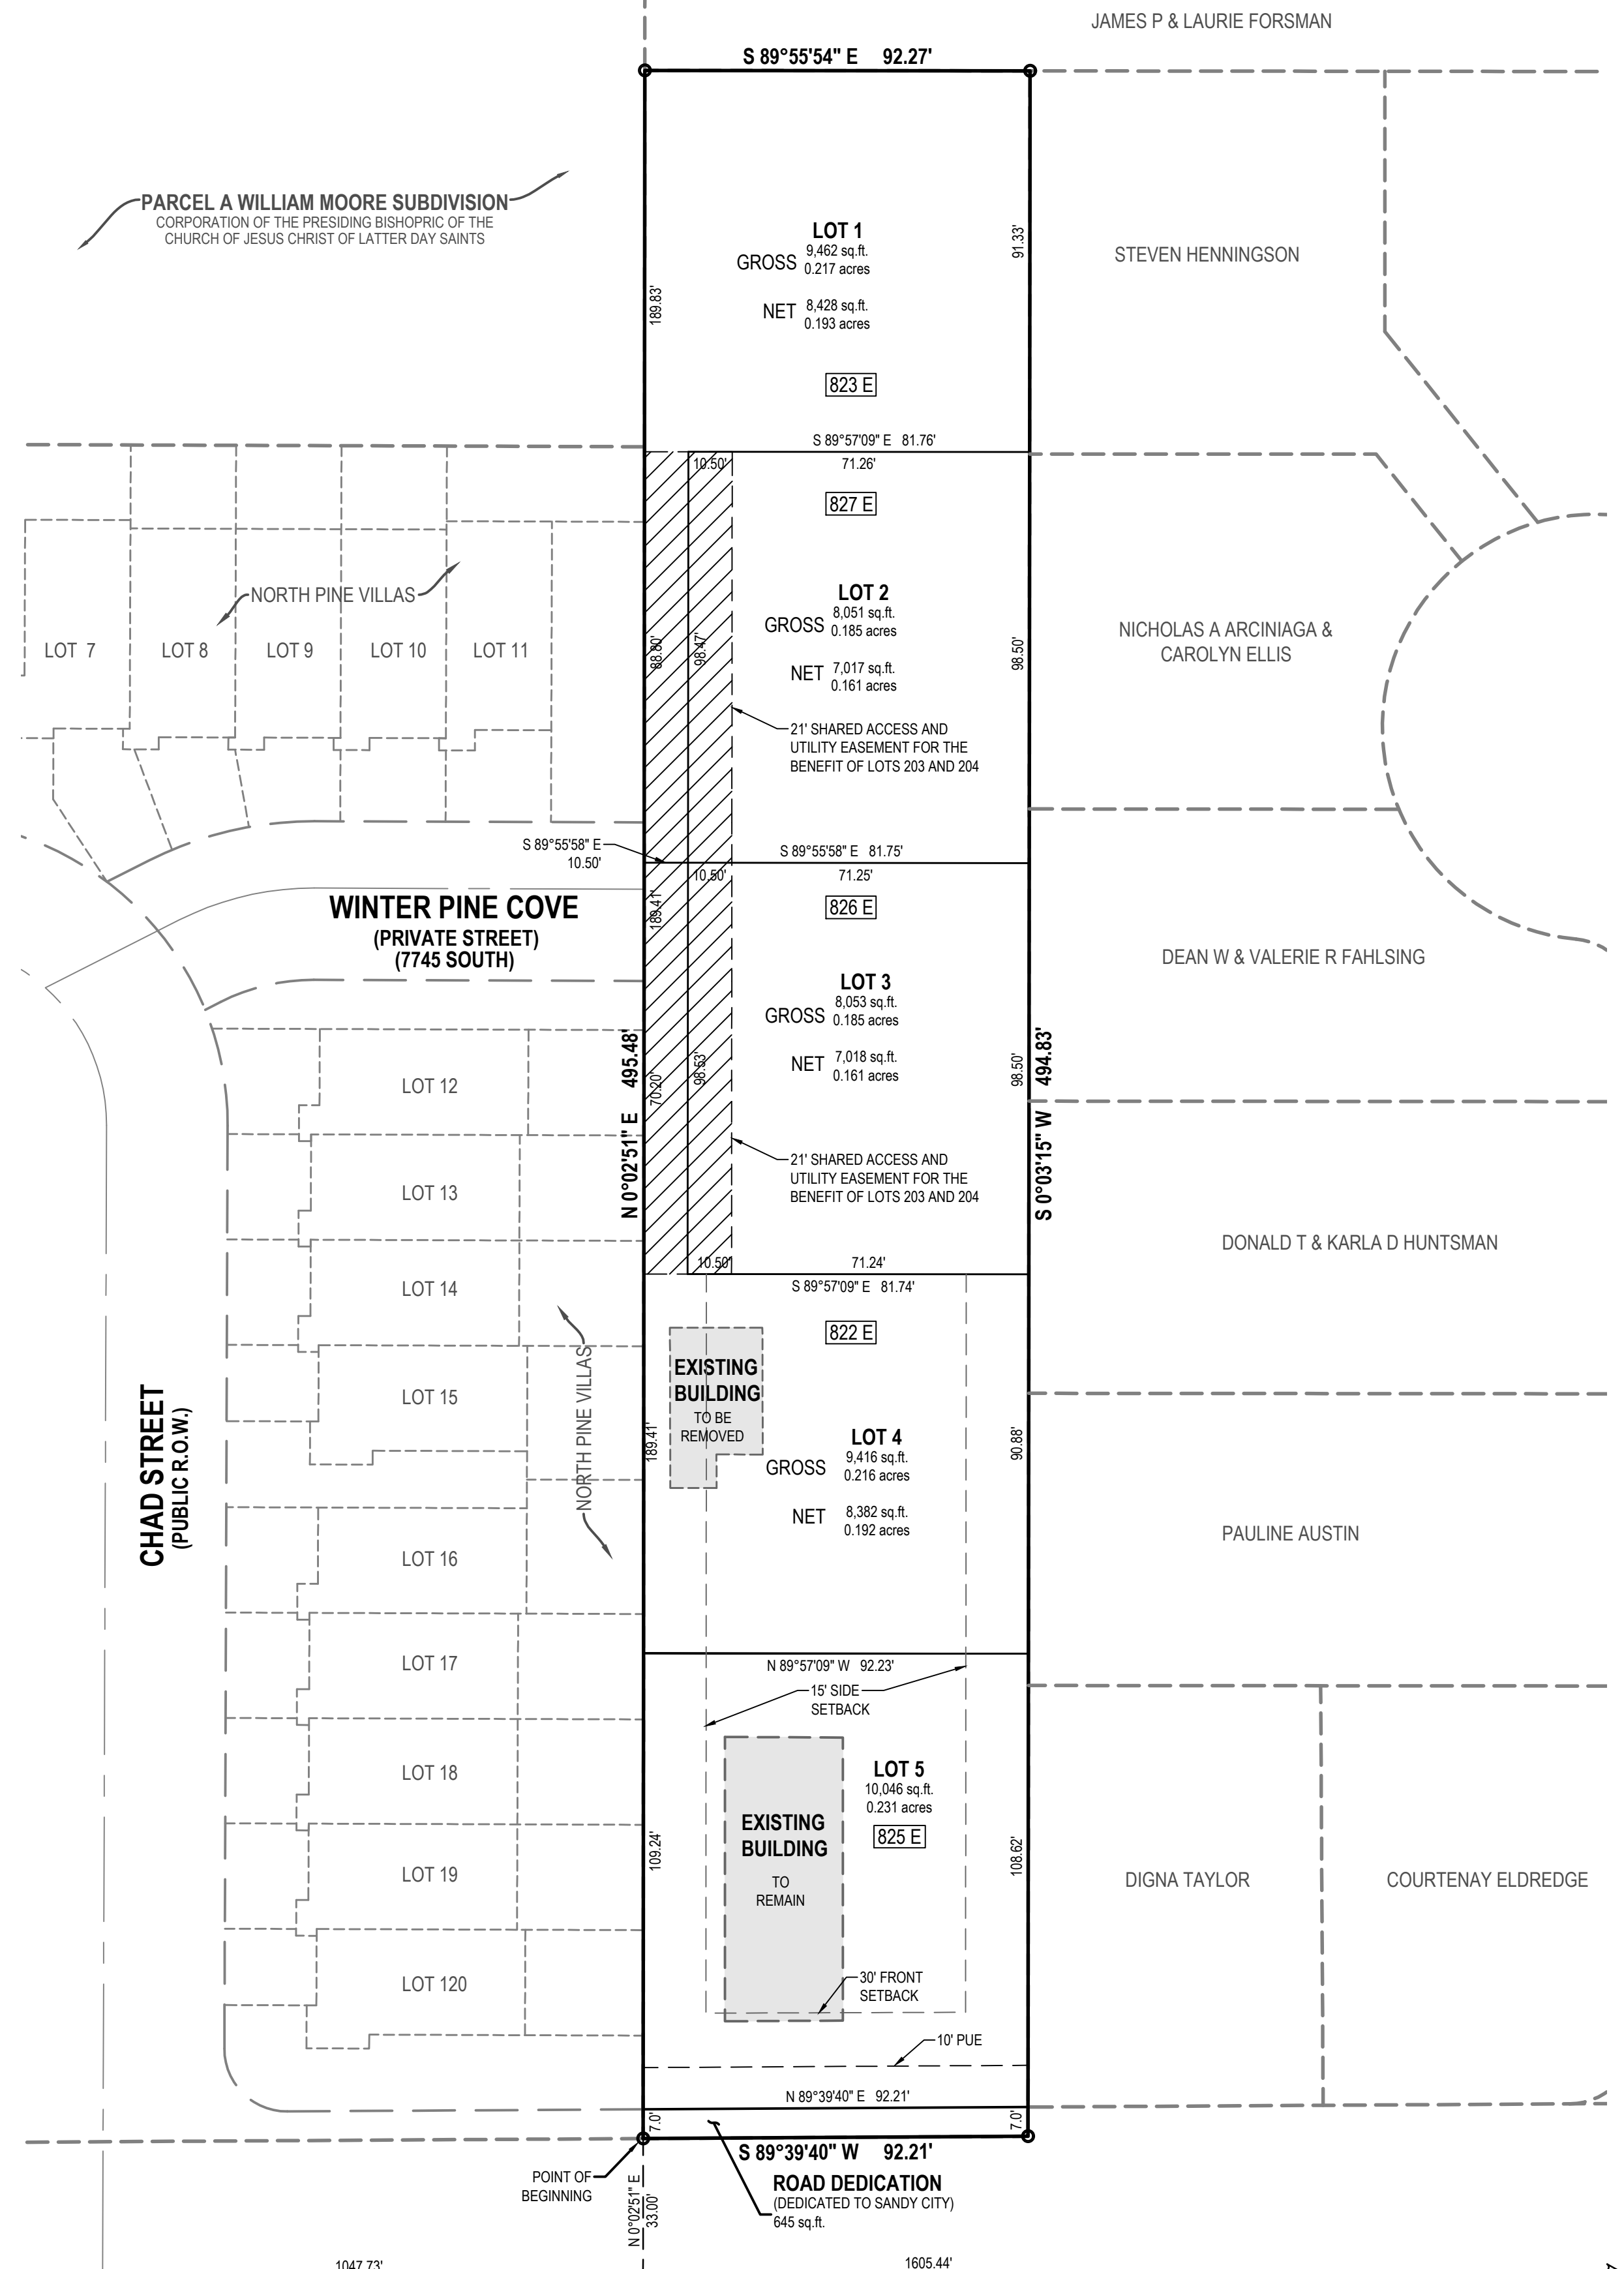 JAMES P & LAURIE FORSMAN
S 89°55'54" E 92.27'
PARCEL A WILLIAM MOORE SUBDIVISION
CORPORATION OF THE PRESIDING BISHOPRIC OF THE
CHURCH OF JESUS CHRIST OF LATTER DAY SAINTS
LOT 1
9,462 sq.ft.
GROSS
0.217 acres
NET
8,428 sq.ft.
0.193 acres
823 E
189.83'
91.33'
STEVEN HENNINGSON
S 89°57'09" E 81.76'
10.50'
71.26'
827 E
NORTH PINE VILLAS
LOT 7
LOT 8
LOT 9
LOT 10
LOT 11
LOT 2
8,051 sq.ft.
GROSS
0.185 acres
NET
7,017 sq.ft.
0.161 acres
88.80'
98.47'
98.50'
NICHOLAS A ARCINIAGA &
CAROLYN ELLIS
21' SHARED ACCESS AND
UTILITY EASEMENT FOR THE
BENEFIT OF LOTS 203 AND 204
S 89°55'58" E
10.50'
S 89°55'58" E 81.75'
10.50'
71.25'
826 E
189.41'
WINTER PINE COVE
(PRIVATE STREET)
(7745 SOUTH)
DEAN W & VALERIE R FAHLSING
LOT 3
8,053 sq.ft.
GROSS
0.185 acres
NET
7,018 sq.ft.
0.161 acres
N 0°02'51" E 495.48'
70.20'
98.53'
98.50'
S 0°03'15" W 494.83'
LOT 12
LOT 13
LOT 14
LOT 15
LOT 16
LOT 17
LOT 18
LOT 19
LOT 120
21' SHARED ACCESS AND
UTILITY EASEMENT FOR THE
BENEFIT OF LOTS 203 AND 204
DONALD T & KARLA D HUNTSMAN
10.50'
71.24'
S 89°57'09" E 81.74'
822 E
EXISTING
BUILDING
TO BE
REMOVED
NORTH PINE VILLAS
CHAD STREET
(PUBLIC R.O.W.)
189.41'
LOT 4
9,416 sq.ft.
GROSS
0.216 acres
NET
8,382 sq.ft.
0.192 acres
90.88'
PAULINE AUSTIN
N 89°57'09" W 92.23'
15' SIDE
SETBACK
LOT 5
10,046 sq.ft.
0.231 acres
825 E
EXISTING
BUILDING
TO
REMAIN
109.24'
108.62'
DIGNA TAYLOR
COURTENAY ELDREDGE
30' FRONT
SETBACK
10' PUE
N 89°39'40" E 92.21'
7.0'
7.0'
S 89°39'40" W 92.21'
POINT OF
BEGINNING
ROAD DEDICATION
(DEDICATED TO SANDY CITY)
645 sq.ft.
N 0°02'51" E
33.00'
1047.73'
1605.44'